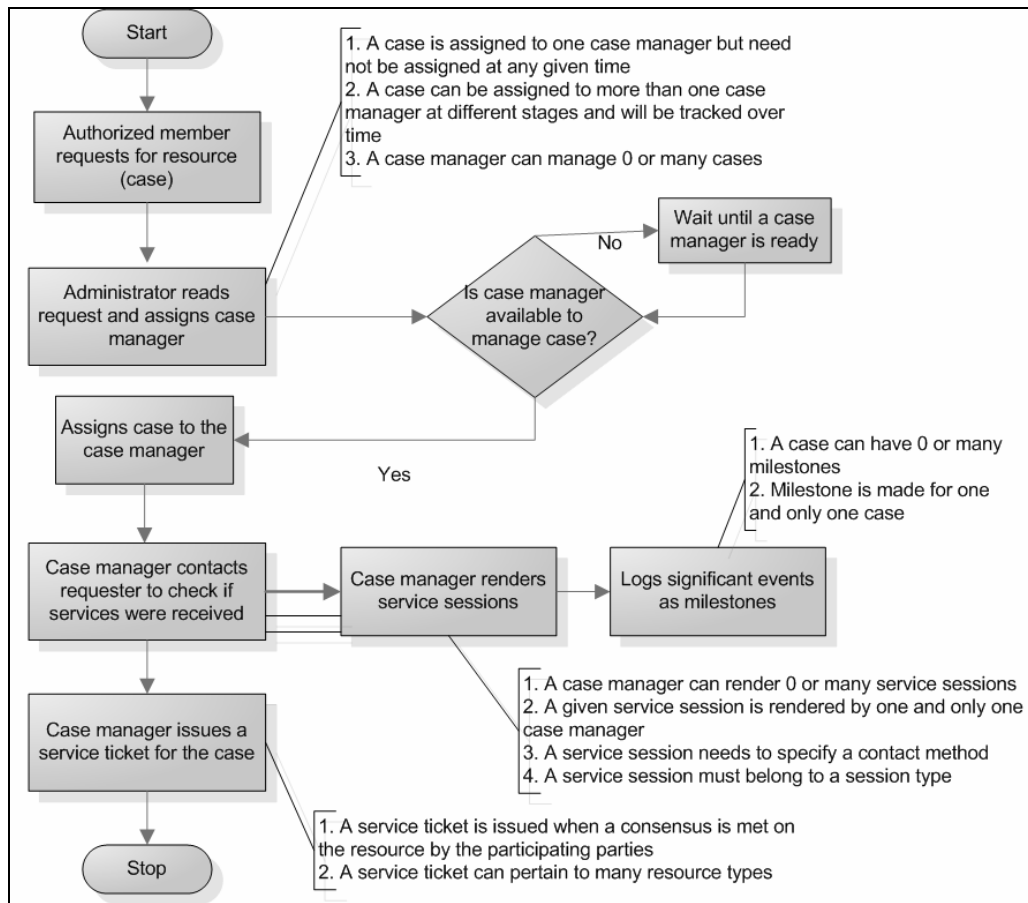 Start
1. A case is assigned to one case manager but need
not be assigned at any given time
2. A case can be assigned to more than one case
manager at different stages and will be tracked over
time
3. A case manager can manage 0 or many cases
Authorized member
requests for resource
(case)
Wait until a case
manager is ready
No
Administrator reads
request and assigns case
manager
Is case manager
available to
manage case?
Assigns case to the
case manager
Yes
1. A case can have 0 or many
milestones
2. Milestone is made for one
and only one case
Case manager contacts
requester to check if
services were received
Case manager renders
service sessions
Logs significant events
as milestones
1. A case manager can render 0 or many service sessions
2. A given service session is rendered by one and only one
case manager
3. A service session needs to specify a contact method
4. A service session must belong to a session type
Case manager issues a
service ticket for the case
1. A service ticket is issued when a consensus is met on
the resource by the participating parties
2. A service ticket can pertain to many resource types
Stop